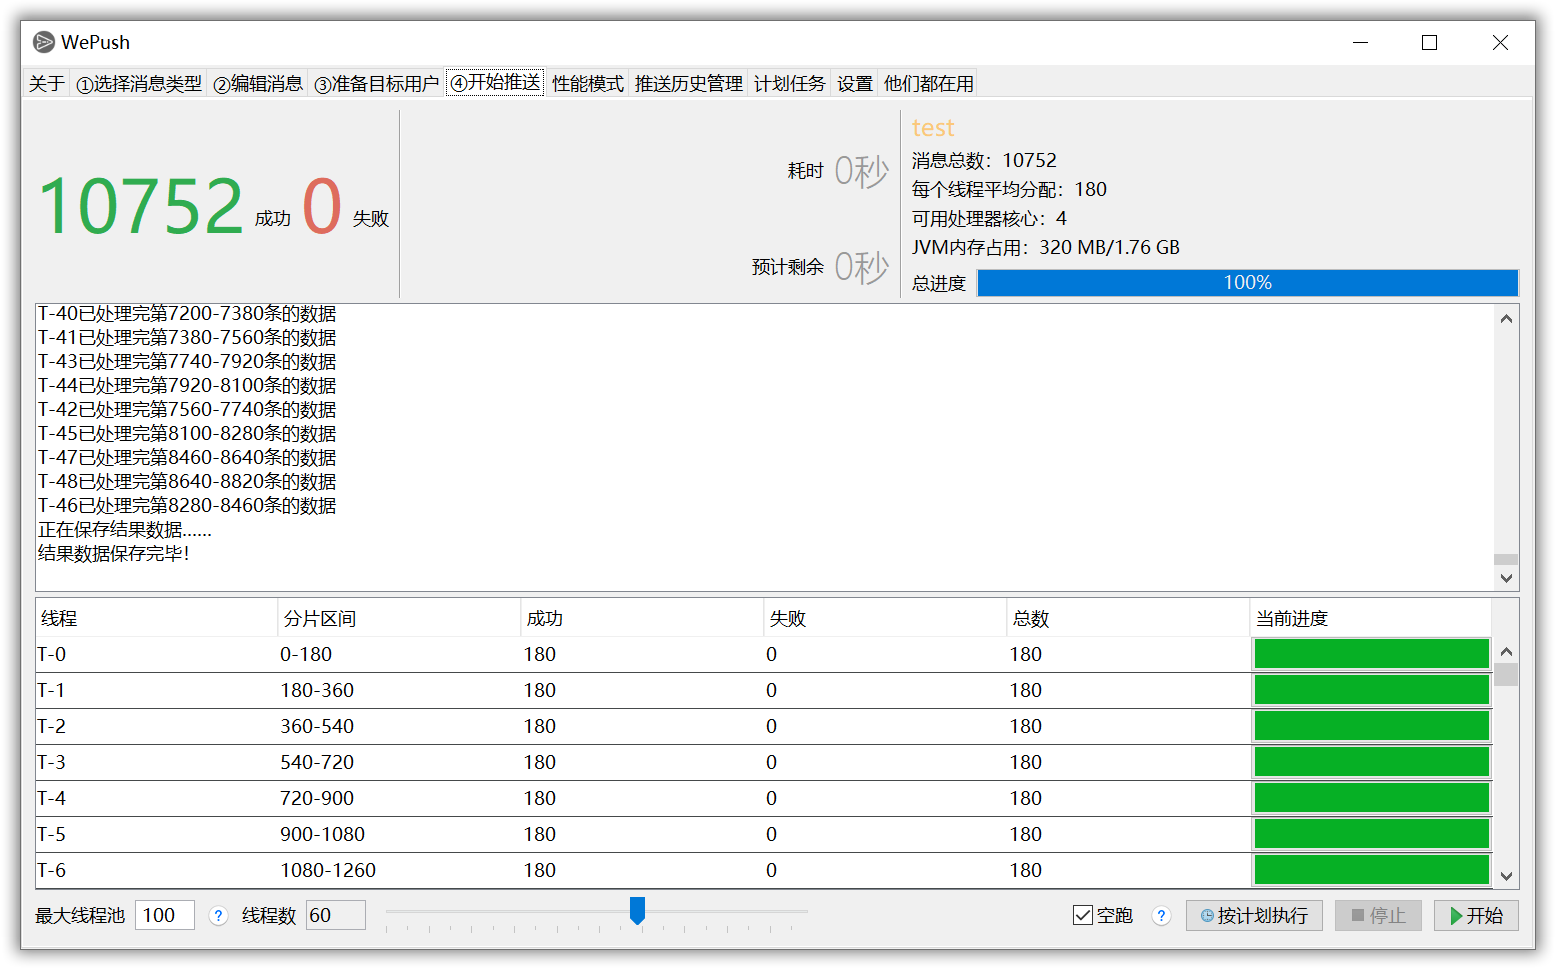 WePush
关于 ①选择消息类型 ②编辑消息 ③准备目标用户 ④开始推送 性能模式 推送历史管理 计划任务 设置 他们都在用
10752 成功 0 失败
耗时 0秒
预计剩余 0秒
test
消息总数：10752
每个线程平均分配：180
可用处理器核心：4
JVM内存占用：320 MB/1.76 GB
总进度 100%
T-40已处理完第7200-7380条的数据
T-41已处理完第7380-7560条的数据
T-43已处理完第7740-7920条的数据
T-44已处理完第7920-8100条的数据
T-42已处理完第7560-7740条的数据
T-45已处理完第8100-8280条的数据
T-47已处理完第8460-8640条的数据
T-48已处理完第8640-8820条的数据
T-46已处理完第8280-8460条的数据
正在保存结果数据......
结果数据保存完毕！
线程 分片区间 成功 失败 总数 当前进度
T-0 0-180 180 0 180
T-1 180-360 180 0 180
T-2 360-540 180 0 180
T-3 540-720 180 0 180
T-4 720-900 180 0 180
T-5 900-1080 180 0 180
T-6 1080-1260 180 0 180
最大线程池 100 ? 线程数 60 空跑 ? 按计划执行 停止 开始